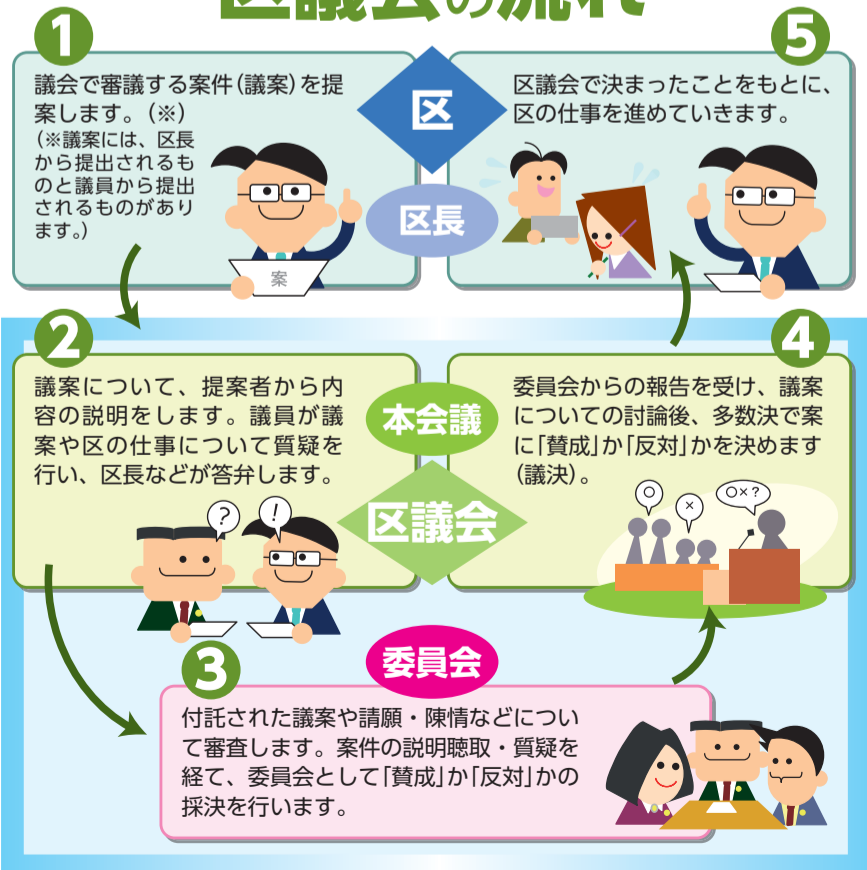 区議会の流れ
1
議会で審議する案件(議案)を提
案します。(※)
(※議案には、区長
から提出されるも
のと議員から提出
されるものがあり
ます。)
案
区
区長
5
区議会で決まったことをもとに、
区の仕事を進めていきます。
2
議案について、提案者から内
容の説明をします。議員が議
案や区の仕事について質疑を
行い、区長などが答弁します。
?
!
本会議
区議会
4
委員会からの報告を受け、議案
についての討論後、多数決で案
に「賛成」か「反対」かを決めます
(議決)。
○
×
○×?
3
委員会
付託された議案や請願・陳情などについ
て審査します。案件の説明聴取・質疑を
経て、委員会として「賛成」か「反対」かの
採決を行います。